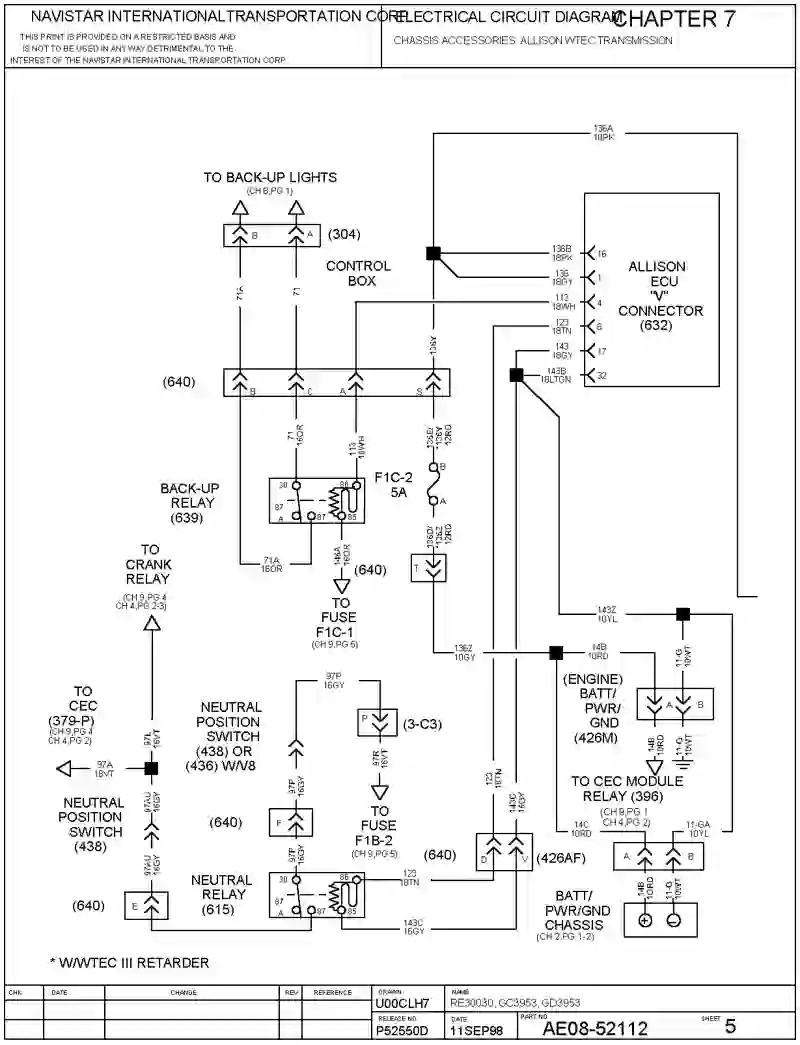 NAVISTAR INTERNATIONAL TRANSPORTATION CORP
ELECTRICAL CIRCUIT DIAGRAM
CHAPTER 7
THIS PRINT IS PROVIDED ON A RESTRICTED BASIS AND
IS NOT TO BE USED IN ANY WAY DETRIMENTAL TO THE
INTEREST OF THE NAVISTAR INTERNATIONAL TRANSPORTATION CORP.
CHASSIS ACCESSORIES ALLISON WTEC TRANSMISSION
136A
18PK
TO BACK-UP LIGHTS
(CH 8,PG 1)
B
A
(304)
CONTROL
BOX
71A
71
136Y
136B
18PK
16
136
18GY
1
113
18WH
4
123
18TN
6
143
18GY
17
143B
18LTGN
32
ALLISON
ECU
"V"
CONNECTOR
(632)
(640)
B
C
A
S
71
16OR
113
18WH
136E/
136Y
12RD
F1C-2
5A
B
A
BACK-UP
RELAY
(639)
30
86
87
A
87
85
71A
16OR
146A
16OR
(640)
136D/
136Z
12RD
T
TO
FUSE
F1C-1
(CH 9,PG 5)
TO
CRANK
RELAY
(CH 9,PG 4
CH 4,PG 2-3)
143Z
10YL
136Z
10GY
14B
10RD
11-G
10WT
(ENGINE)
BATT/
PWR/
GND
(426M)
A
B
14B
10RD
11-G
10WT
97P
16GY
TO
CEC
(379-P)
(CH 9,PG 4
CH 4,PG 2)
97L
16VT
97A
18VT
NEUTRAL
POSITION
SWITCH
(438) OR
(436) W/V8
P
(3-C3)
97R
16VT
TO
FUSE
F1B-2
(CH 9,PG 5)
97P
16GY
TO CEC MODULE
RELAY (396)
(CH 9,PG 1
CH 4,PG 2)
123
18TN
143C
16GY
NEUTRAL
POSITION
SWITCH
(438)
97AU
16GY
97AU
16GY
(640)
F
97P
16GY
14C
10RD
11-GA
10YL
(640)
D
V
(426AF)
A
B
14B
10RD
11-G
10WT
NEUTRAL
RELAY
(615)
30
86
87
A
87
85
123
18TN
143C
16GY
(640)
E
BATT/
PWR/GND
CHASSIS
(CH 2,PG 1-2)
* W/WTEC III RETARDER
CHK
DATE
CHANGE
REV
REFERENCE
DRAWN
U00CLH7
NAME
RE30030, GC3953, GD3953
RELEASE NO.
P52550D
DATE
11SEP98
PART NO
AE08-52112
SHEET
5